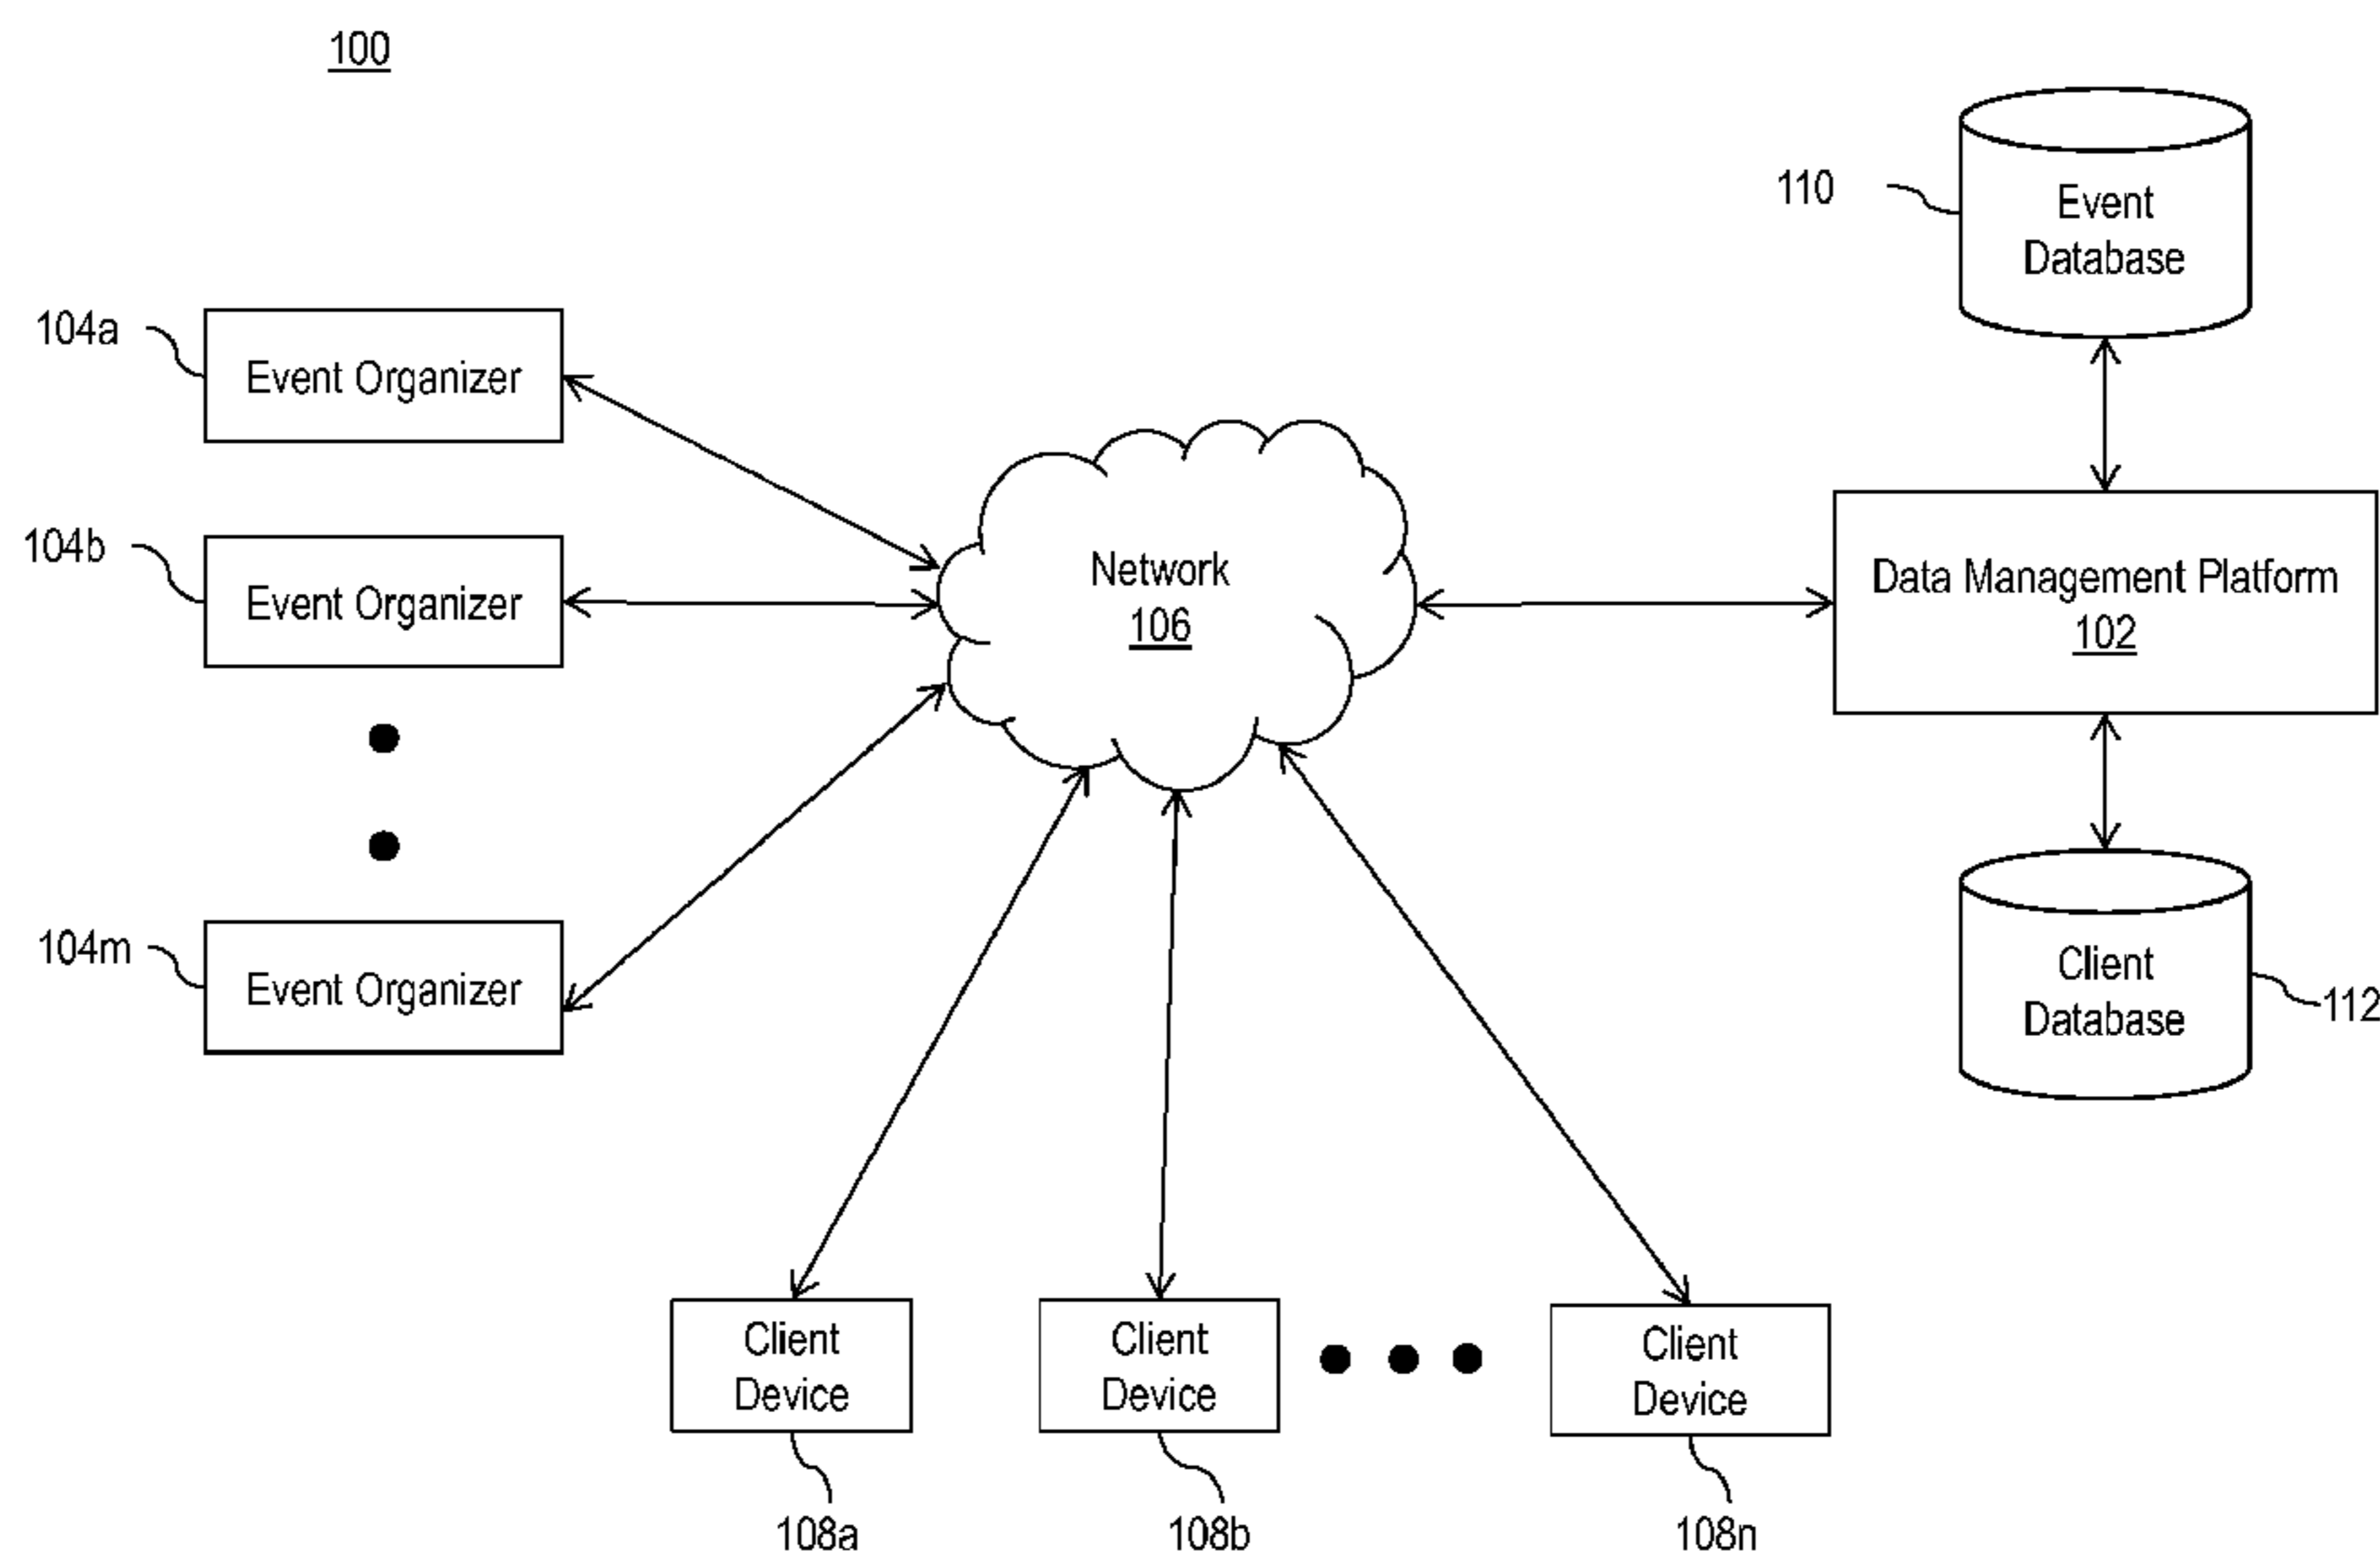 100
110
Event
Database
104a
Event Organizer
104b
Event Organizer
Network
106
Data Management Platform
102
104m
Event Organizer
Client
Database
112
Client
Device
Client
Device
Client
Device
108a
108b
108n